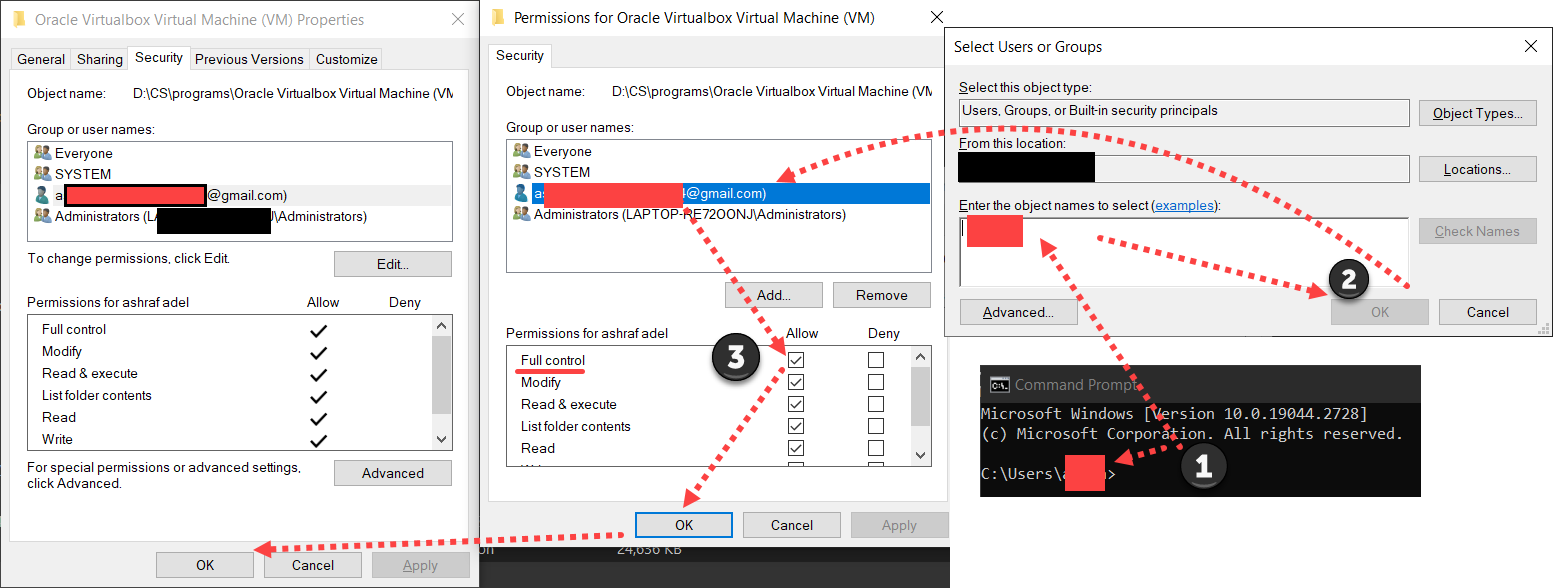 Oracle Virtualbox Virtual Machine (VM) Properties
General Sharing Security Previous Versions Customize
Object name: D:\CS\programs\Oracle Virtualbox Virtual Machine (VM
Group or user names:
Everyone
SYSTEM
a @gmail.com)
Administrators (LA J\Administrators)
To change permissions, click Edit.
Edit...
Permissions for ashraf adel Allow Deny
Full control
Modify
Read & execute
List folder contents
Read
Write
For special permissions or advanced settings,
click Advanced.
Advanced
OK Cancel Apply
Permissions for Oracle Virtualbox Virtual Machine (VM)
Security
Object name: D:\CS\programs\Oracle Virtualbox Virtual Machine (VM
Group or user names:
Everyone
SYSTEM
as 4@gmail.com)
Administrators (LAPTOP-RE72OONJ\Administrators)
Add... Remove
Permissions for ashraf adel Allow Deny
3
Full control
Modify
Read & execute
List folder contents
Read
OK Cancel Apply
24,636 KB
Select Users or Groups
Select this object type:
Users, Groups, or Built-in security principals
Object Types...
From this location:
Locations...
Enter the object names to select (examples):
Check Names
2
Advanced... OK Cancel
Command Prompt
Microsoft Windows [Version 10.0.19044.2728]
(c) Microsoft Corporation. All rights reserved.
C:\Users\a >
1